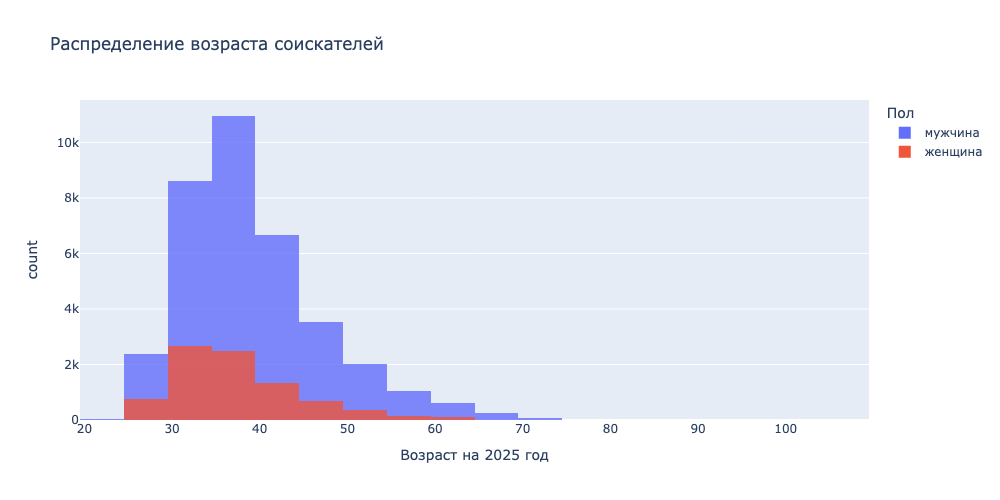 Распределение возраста соискателей
Пол
мужчина
женщина
count
10k
8k
6k
4k
2k
0
20 30 40 50 60 70 80 90 100
Возраст на 2025 год